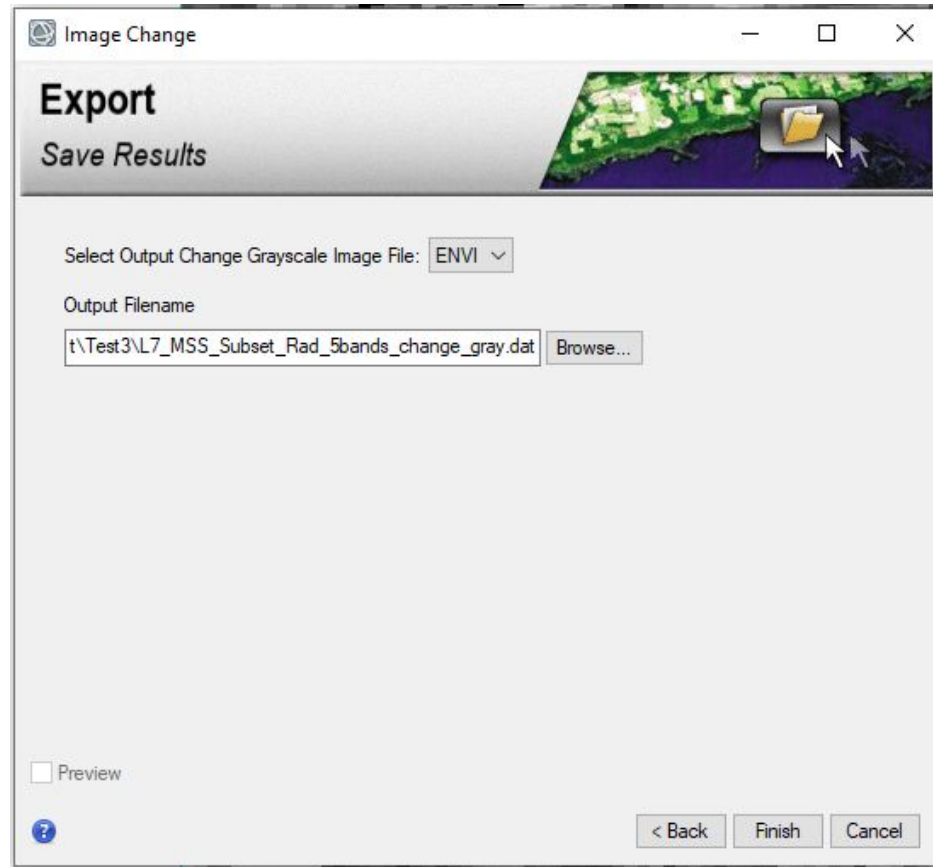 Image Change
Export
Save Results
Select Output Change Grayscale Image File: ENVI
Output Filename
t\Test3\L7_MSS_Subset_Rad_5bands_change_gray.dat Browse...
Preview
? < Back Finish Cancel